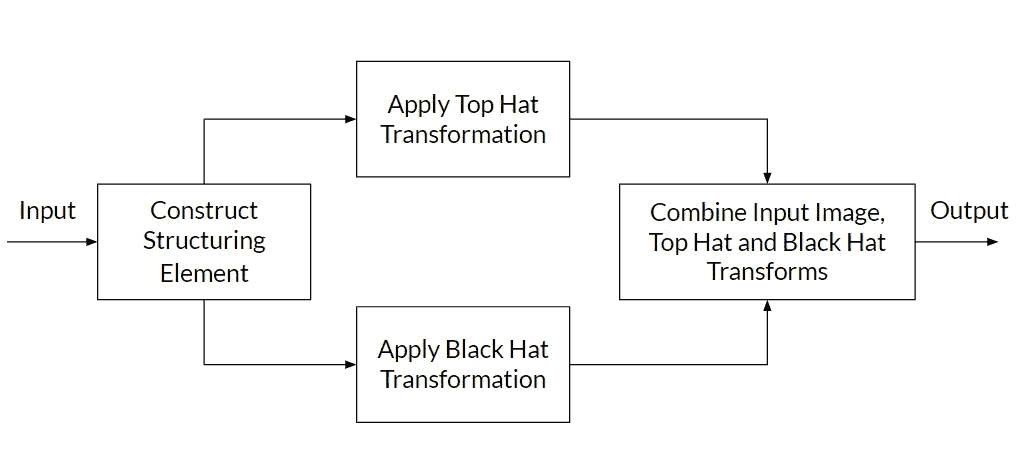 Input
Construct
Structuring
Element
Apply Top Hat
Transformation
Apply Black Hat
Transformation
Combine Input Image,
Top Hat and Black Hat
Transforms
Output